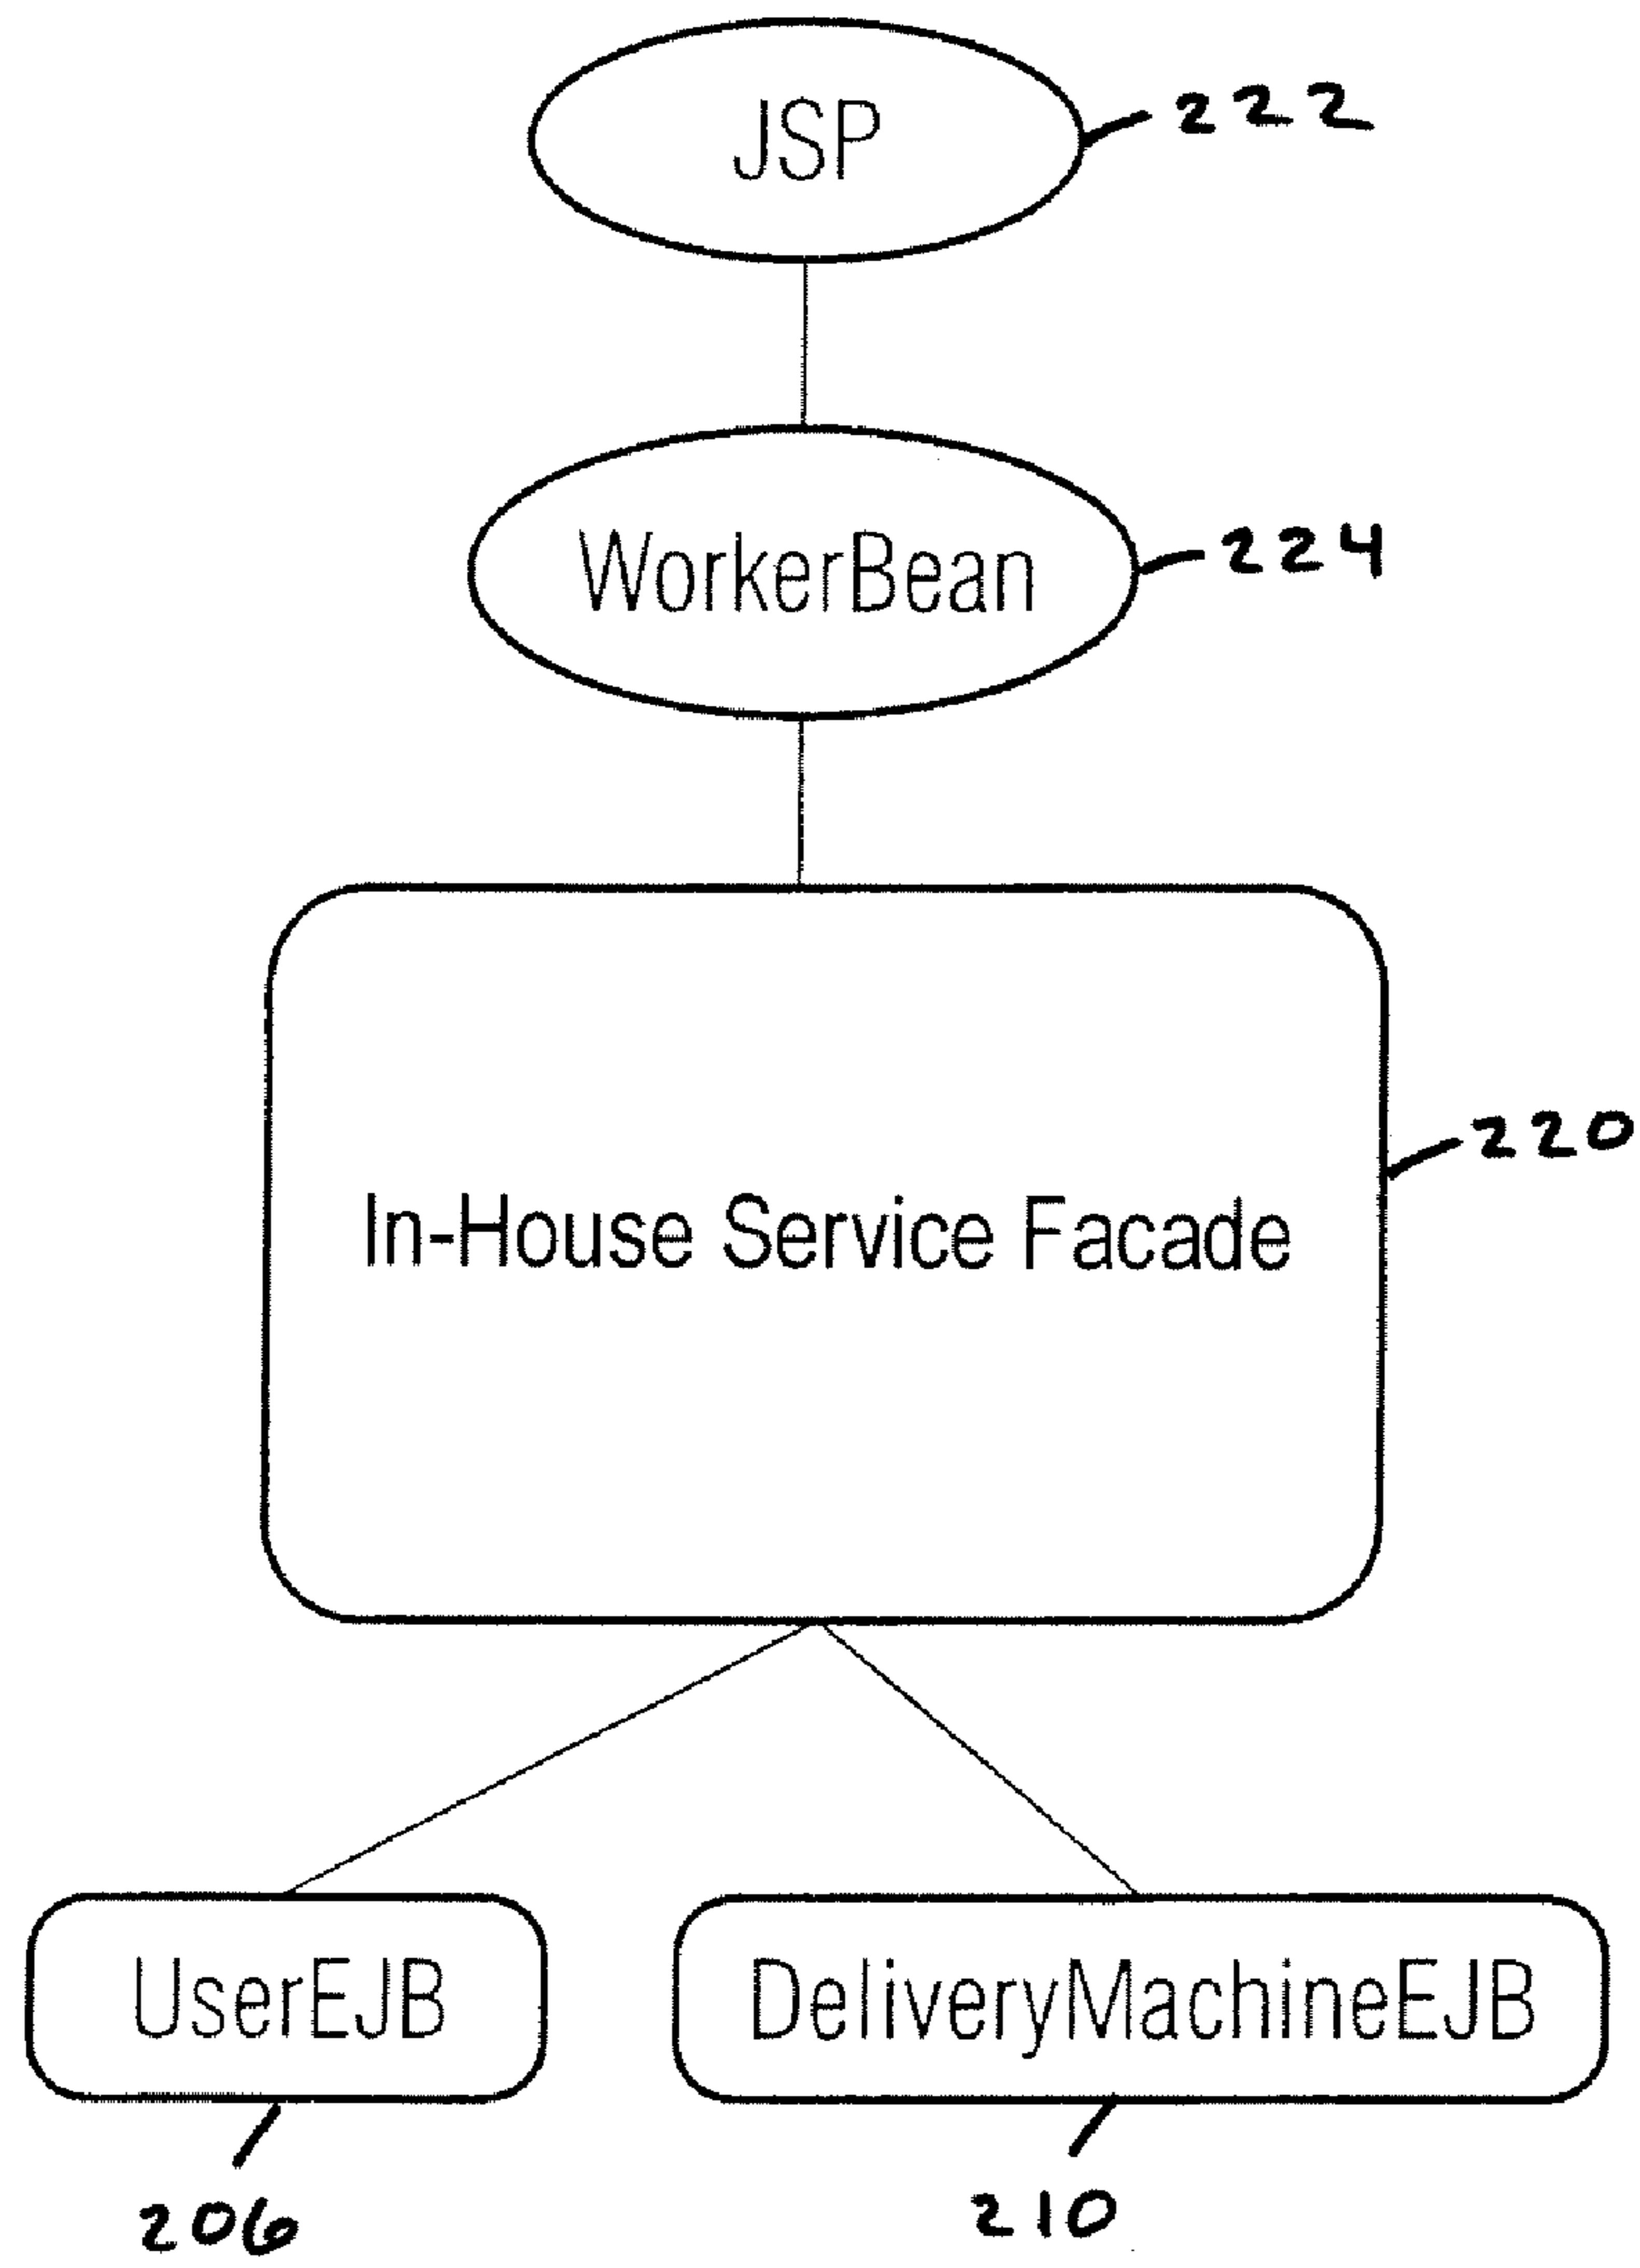 JSP
222
WorkerBean
224
In-House Service Facade
220
UserEJB
DeliveryMachineEJB
206
210